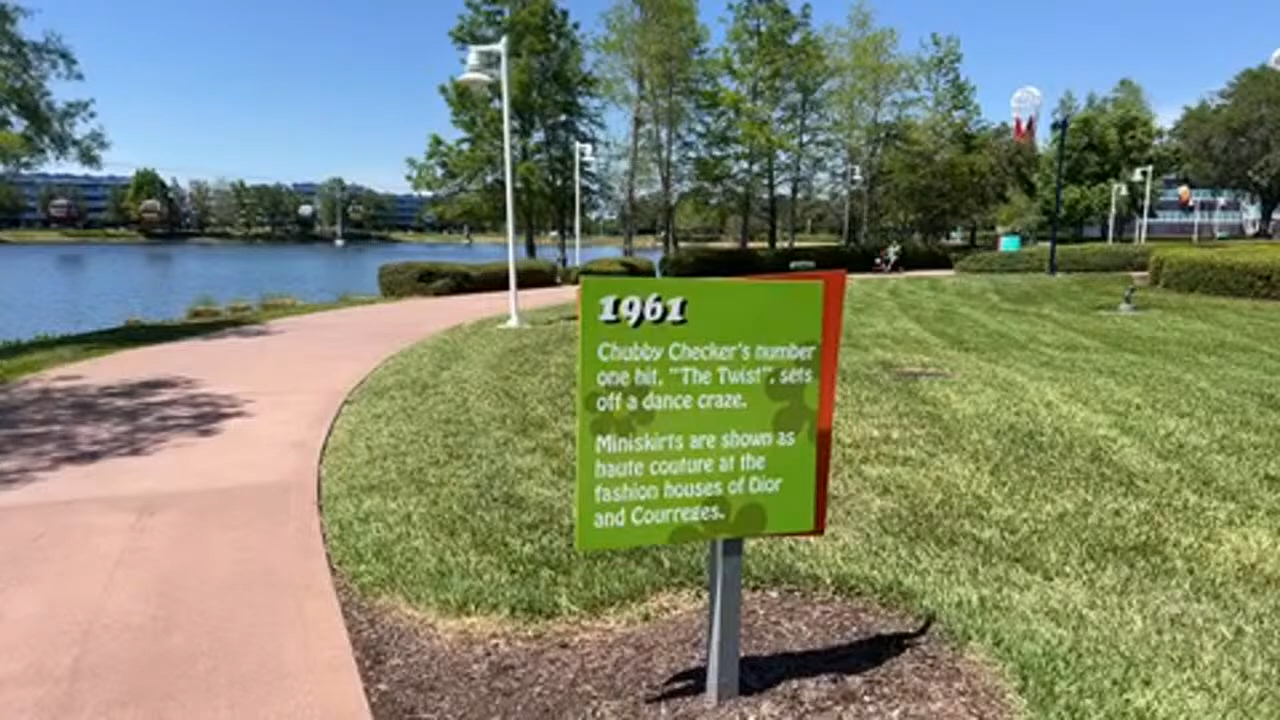 1961
Chubby Checker's number
one hit, "The Twist", sets
off a dance craze.
Miniskirts are shown as
haute couture at the
fashion houses of Dior
and Courreges.